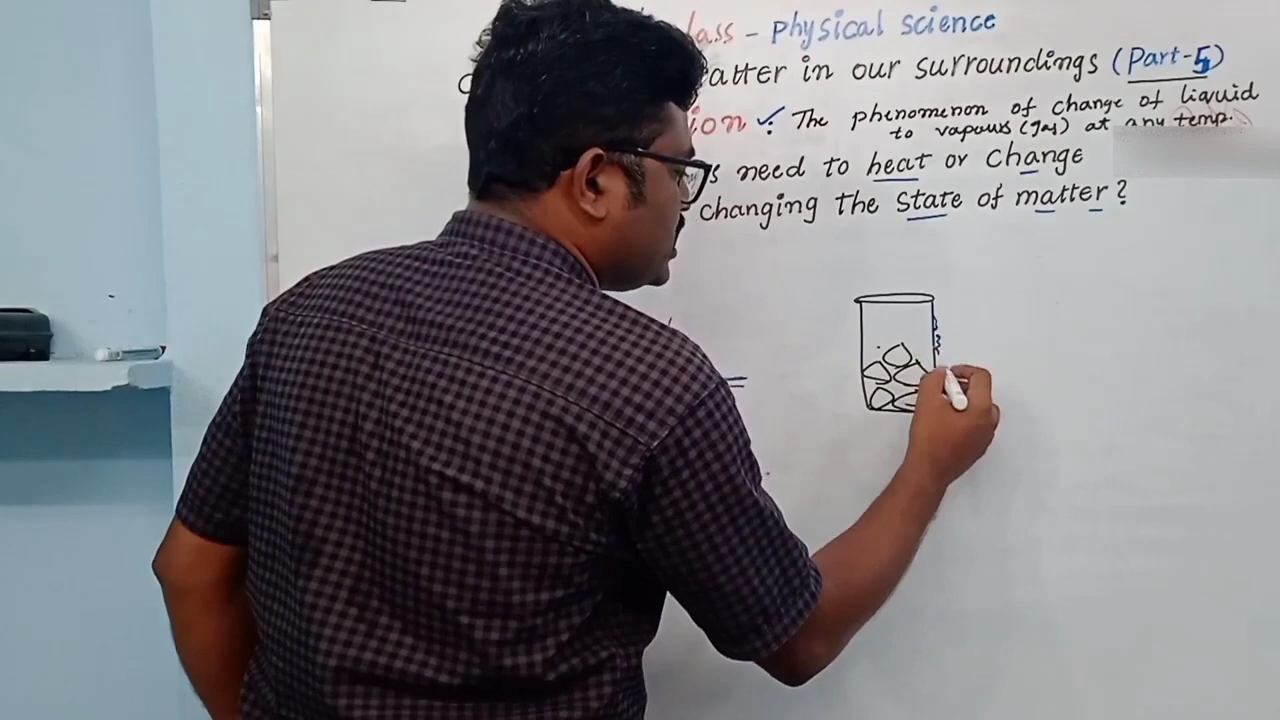 lass - Physical science
atter in our surroundings (Part-5)
ion :- The phenomenon of change of liquid
to vapours (gas) at any temp.
s need to heat or change
changing the state of matter?